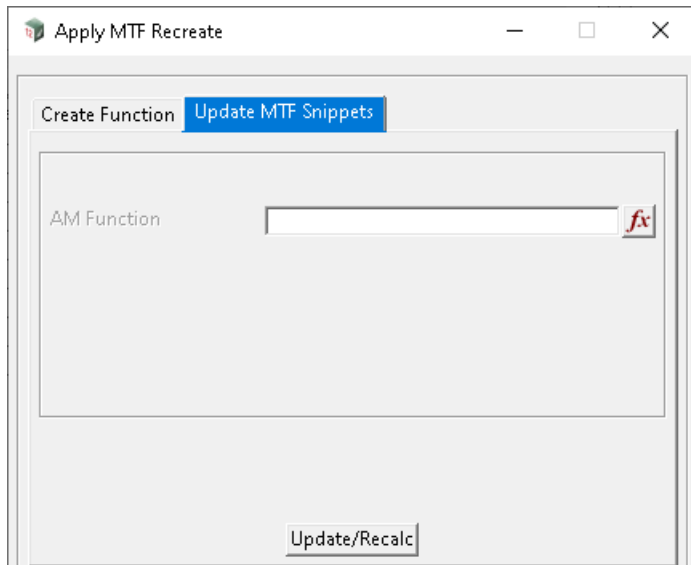 Apply MTF Recreate
Create Function
Update MTF Snippets
AM Function
fx
Update/Recalc